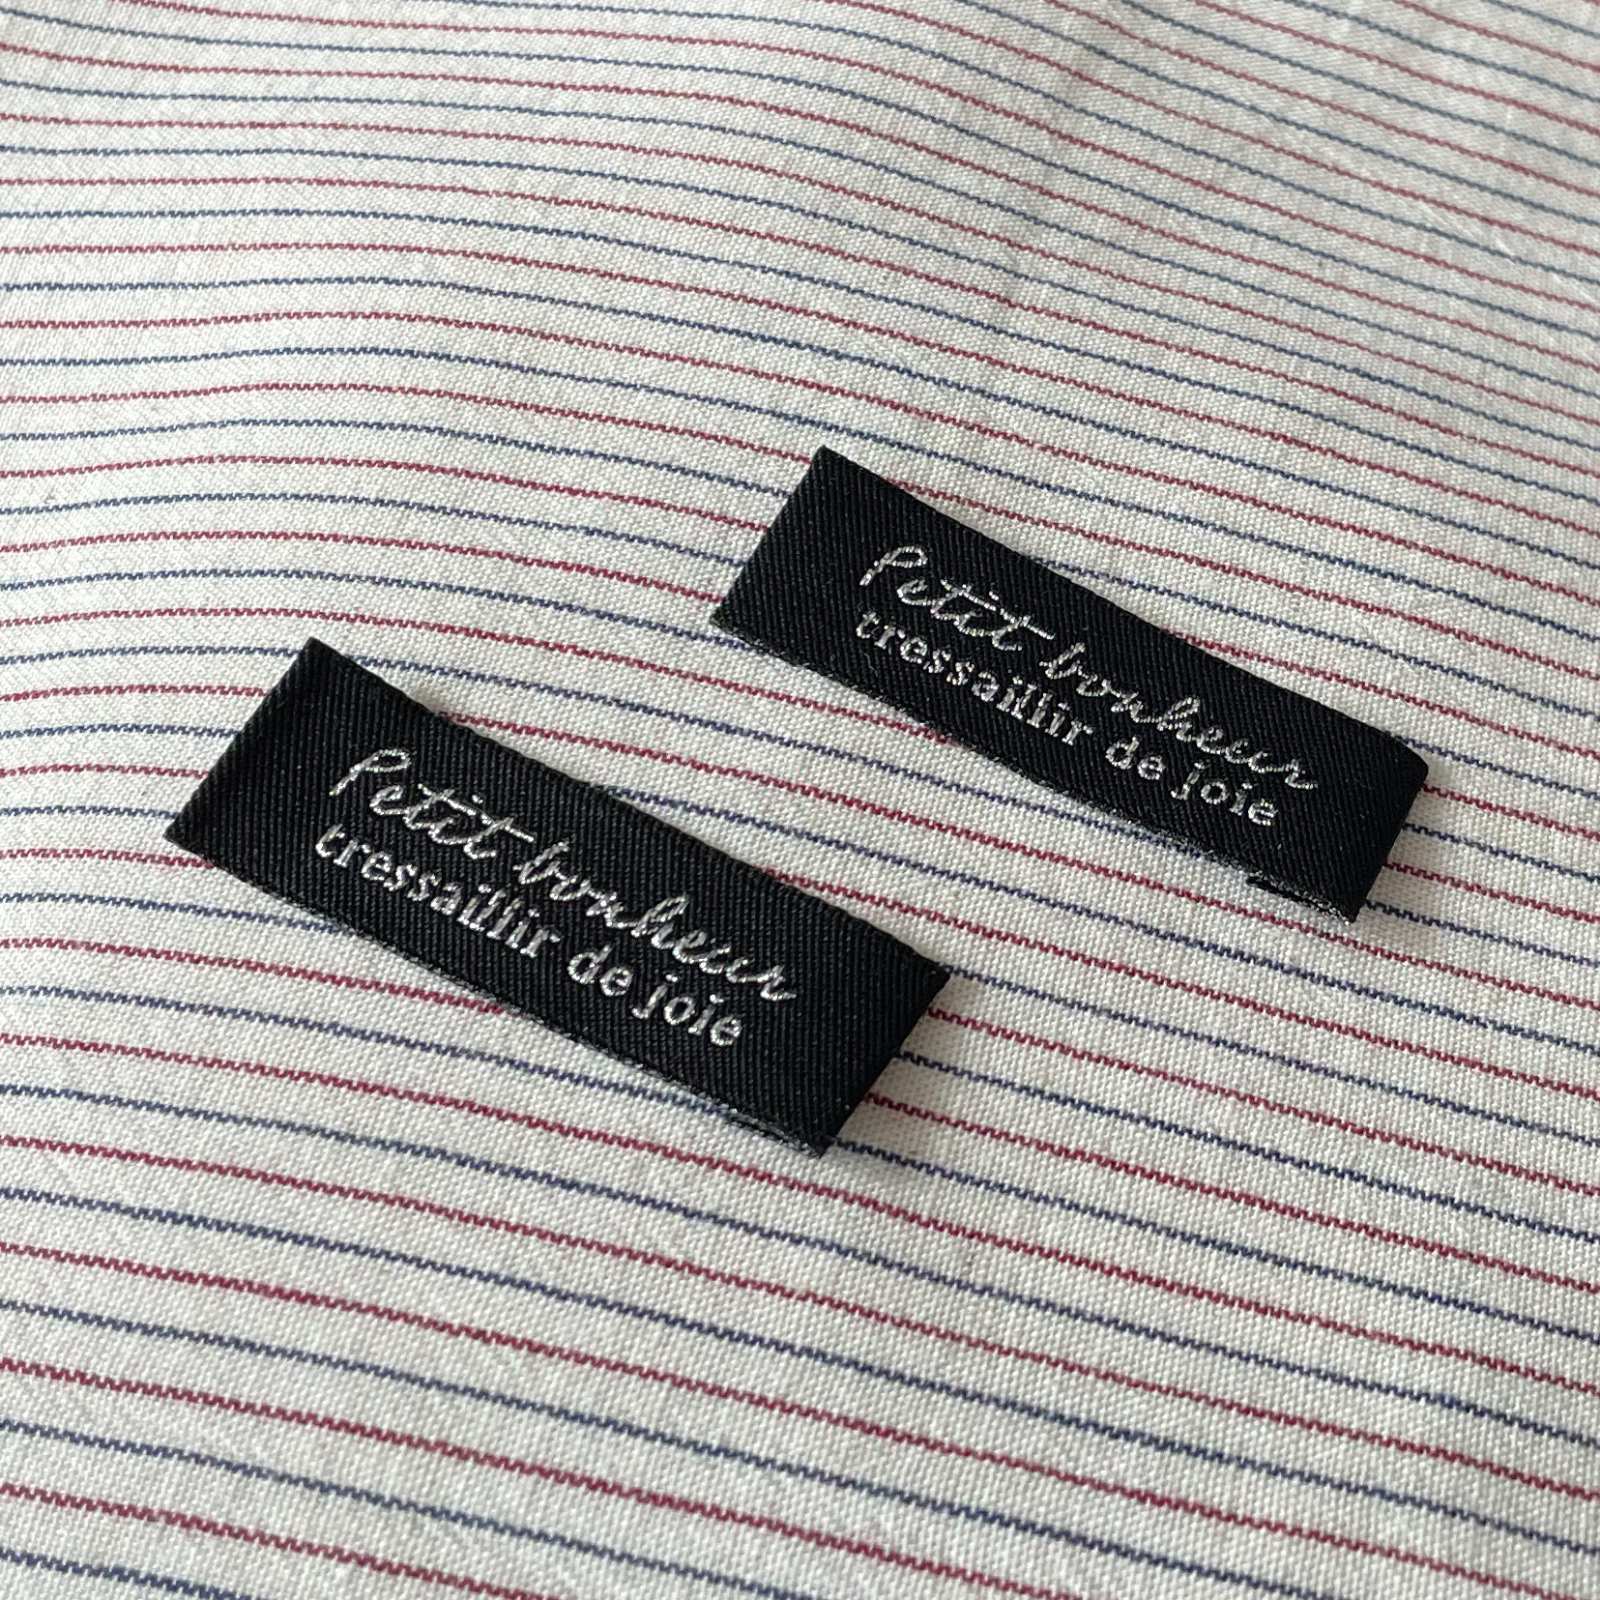 Petit bonheur
tressaillir de joie
Petit bonheur
tressaillir de joie